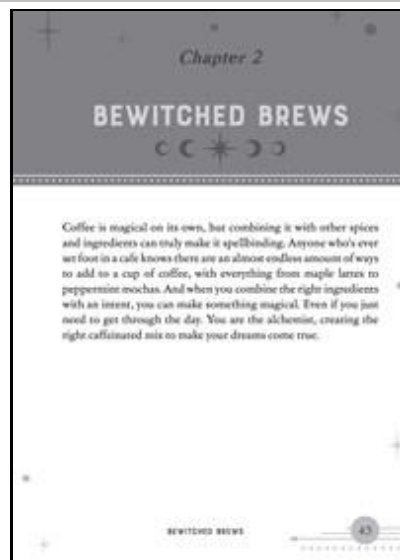 Chapter 2
BEWITCHED BREWS
Coffee is magical on its own, but combining it with other spices
and ingredients can truly make it spellbinding. Anyone who's ever
set foot in a cafe knows there are an almost endless amount of ways
to add to a cup of coffee, with everything from maple lattes to
peppermint mochas. And when you combine the right ingredients
with an intent, you can make something magical. Even if you just
need to get through the day. You are the alchemist, creating the
right caffeinated mix to make your dreams come true.
BEWITCHED BREWS
43